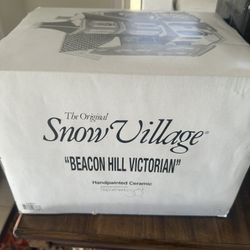 The Original
Snow Village®
"BEACON HILL VICTORIAN"
Handpainted Ceramic